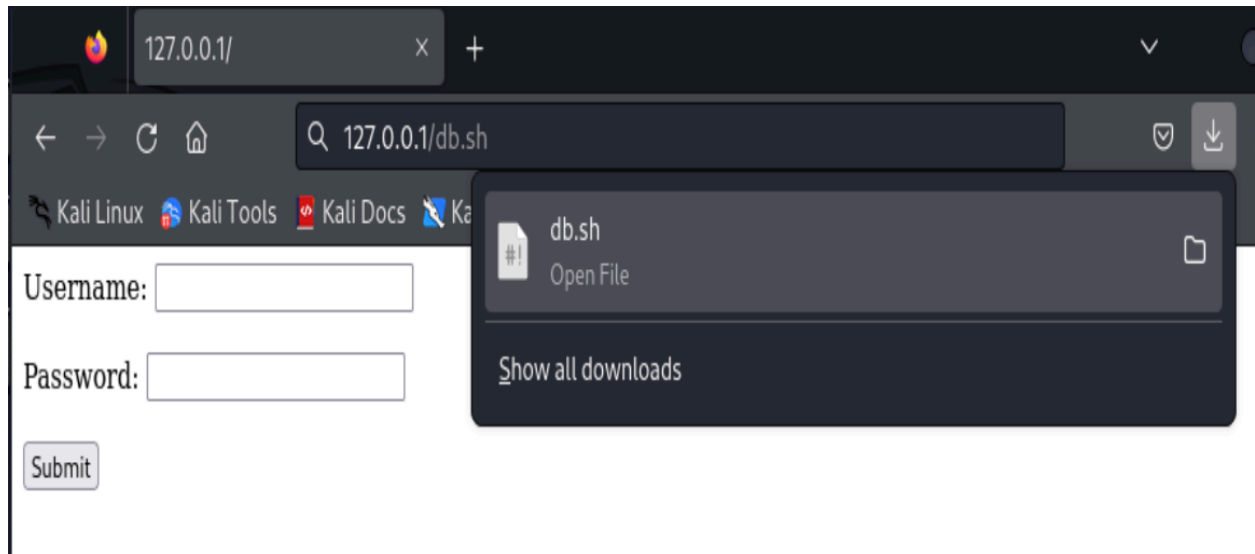 127.0.0.1/
127.0.0.1/db.sh
Kali Linux Kali Tools Kali Docs Ka
db.sh
#!
Open File
Username:
Password:
Show all downloads
Submit